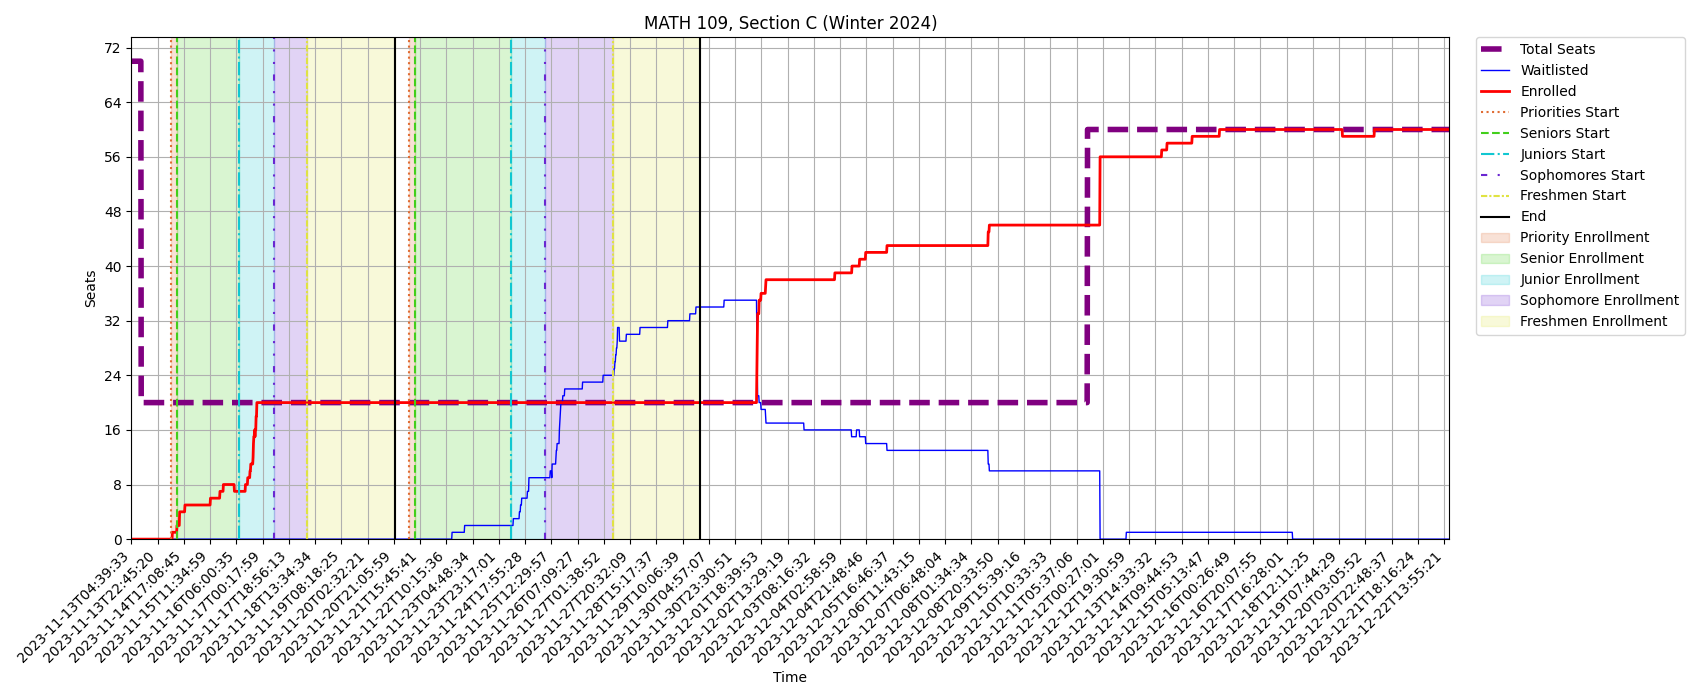 MATH 109, Section C (Winter 2024)
72
64
56
48
40
32
24
16
8
0
Seats
2023-11-13T04:39:33
2023-11-13T22:45:20
2023-11-14T17:08:45
2023-11-15T11:34:59
2023-11-16T06:00:35
2023-11-17T00:17:59
2023-11-17T18:56:13
2023-11-18T13:34:34
2023-11-19T08:18:25
2023-11-20T02:32:21
2023-11-20T21:05:59
2023-11-21T15:45:41
2023-11-22T10:15:36
2023-11-23T04:48:34
2023-11-23T23:17:01
2023-11-24T17:55:28
2023-11-25T12:29:57
2023-11-26T07:09:27
2023-11-27T01:38:52
2023-11-27T20:32:09
2023-11-28T15:17:37
2023-11-29T10:06:39
2023-11-30T04:57:07
2023-11-30T23:30:51
2023-12-01T18:39:53
2023-12-02T13:29:19
2023-12-03T08:16:32
2023-12-04T02:58:59
2023-12-04T21:48:46
2023-12-05T16:46:37
2023-12-06T11:43:15
2023-12-07T06:48:04
2023-12-08T01:34:34
2023-12-08T20:33:50
2023-12-09T15:39:16
2023-12-10T10:33:33
2023-12-11T05:37:06
2023-12-12T00:27:01
2023-12-12T19:30:59
2023-12-13T14:33:32
2023-12-14T09:44:53
2023-12-15T05:13:47
2023-12-16T00:26:49
2023-12-16T20:07:55
2023-12-17T16:28:01
2023-12-18T12:11:25
2023-12-19T07:44:29
2023-12-20T03:05:52
2023-12-20T22:48:37
2023-12-21T18:16:24
2023-12-22T13:55:21
Time
Total Seats
Waitlisted
Enrolled
Priorities Start
Seniors Start
Juniors Start
Sophomores Start
Freshmen Start
End
Priority Enrollment
Senior Enrollment
Junior Enrollment
Sophomore Enrollment
Freshmen Enrollment